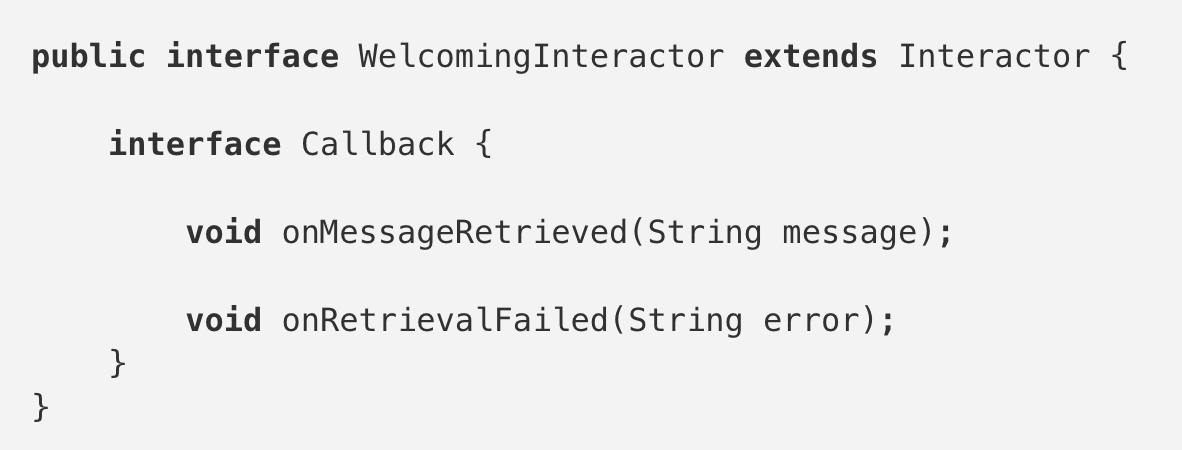 public interface WelcomingInteractor extends Interactor {
interface Callback {
void onMessageRetrieved(String message);
void onRetrievalFailed(String error);
}
}